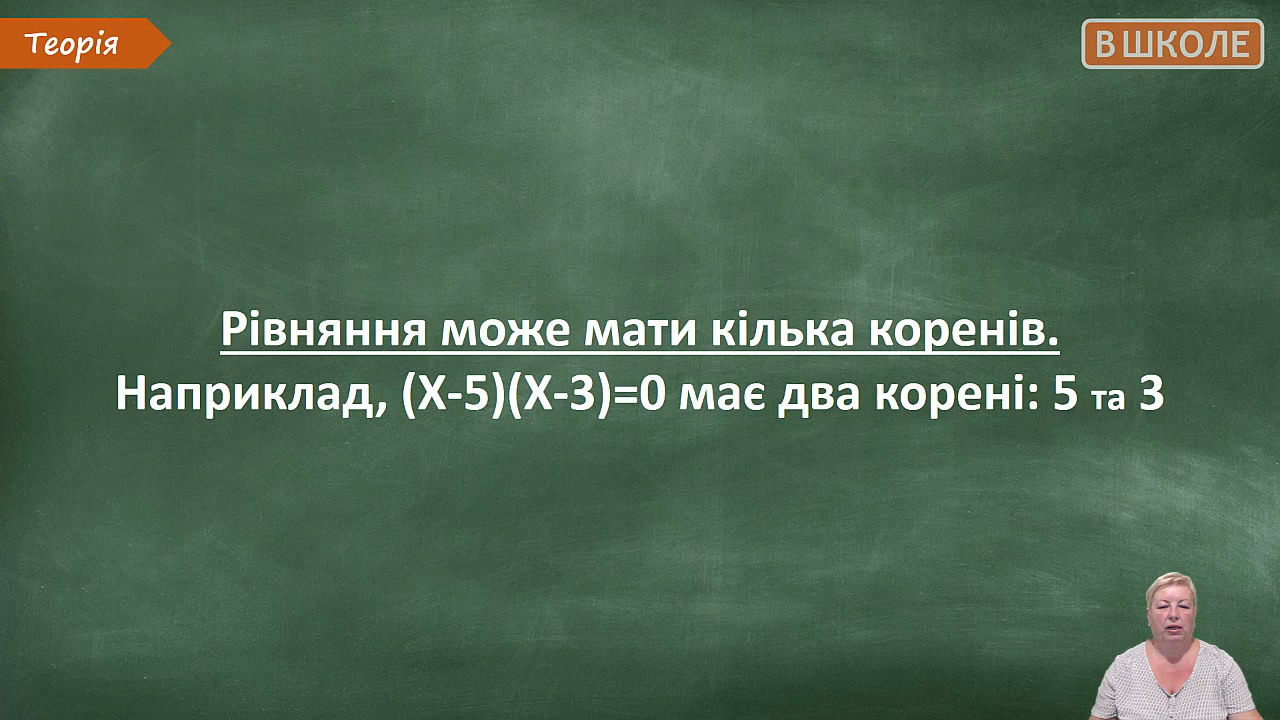 Теорія
В ШКОЛЕ
Рівняння може мати кілька коренів.
Наприклад, (Х-5)(Х-3)=0 має два корені: 5 та 3